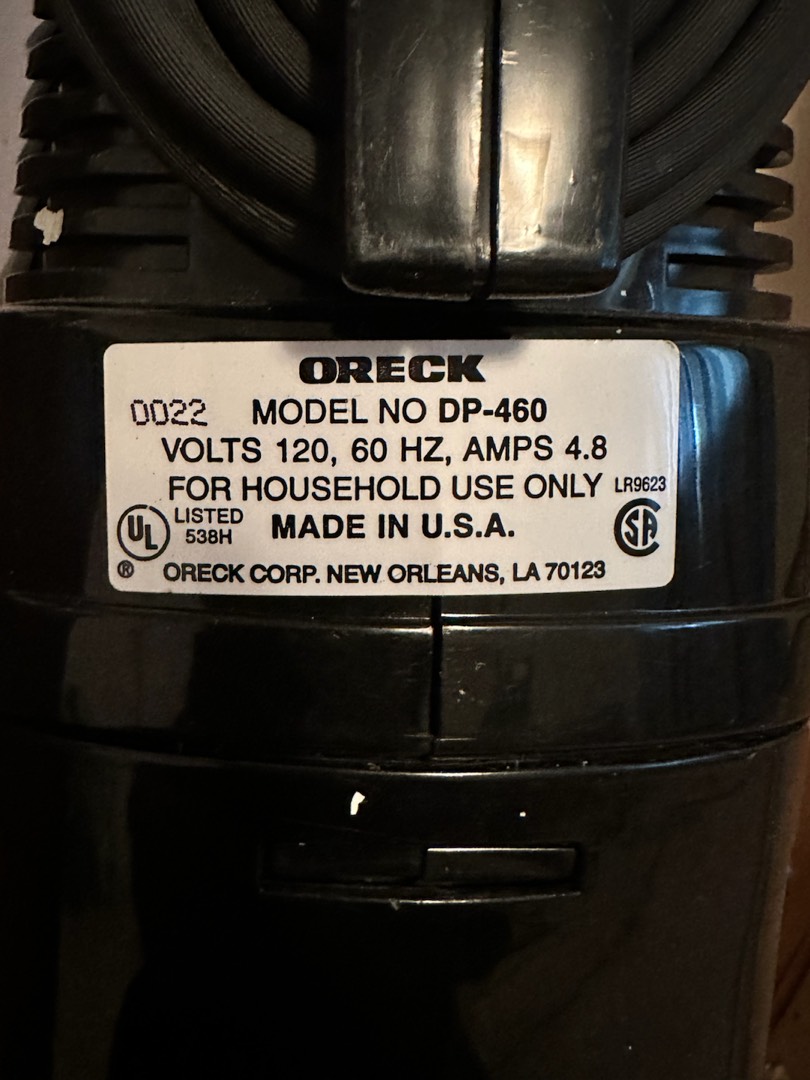 ORECK
0022 MODEL NO DP-460
VOLTS 120, 60 HZ, AMPS 4.8
FOR HOUSEHOLD USE ONLY LR9623
UL LISTED 538H MADE IN U.S.A. SA
® ORECK CORP. NEW ORLEANS, LA 70123